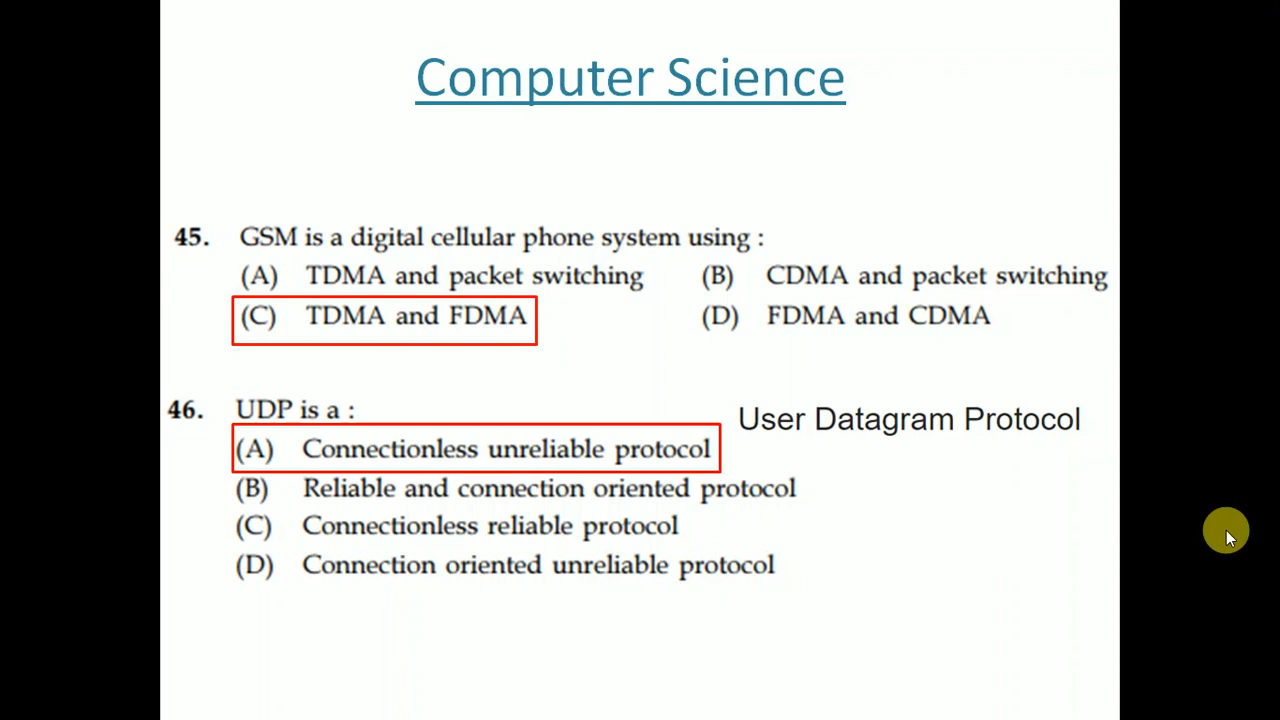 Computer Science
45. GSM is a digital cellular phone system using :
(A) TDMA and packet switching (B) CDMA and packet switching
(C) TDMA and FDMA (D) FDMA and CDMA
46. UDP is a : User Datagram Protocol
(A) Connectionless unreliable protocol
(B) Reliable and connection oriented protocol
(C) Connectionless reliable protocol
(D) Connection oriented unreliable protocol